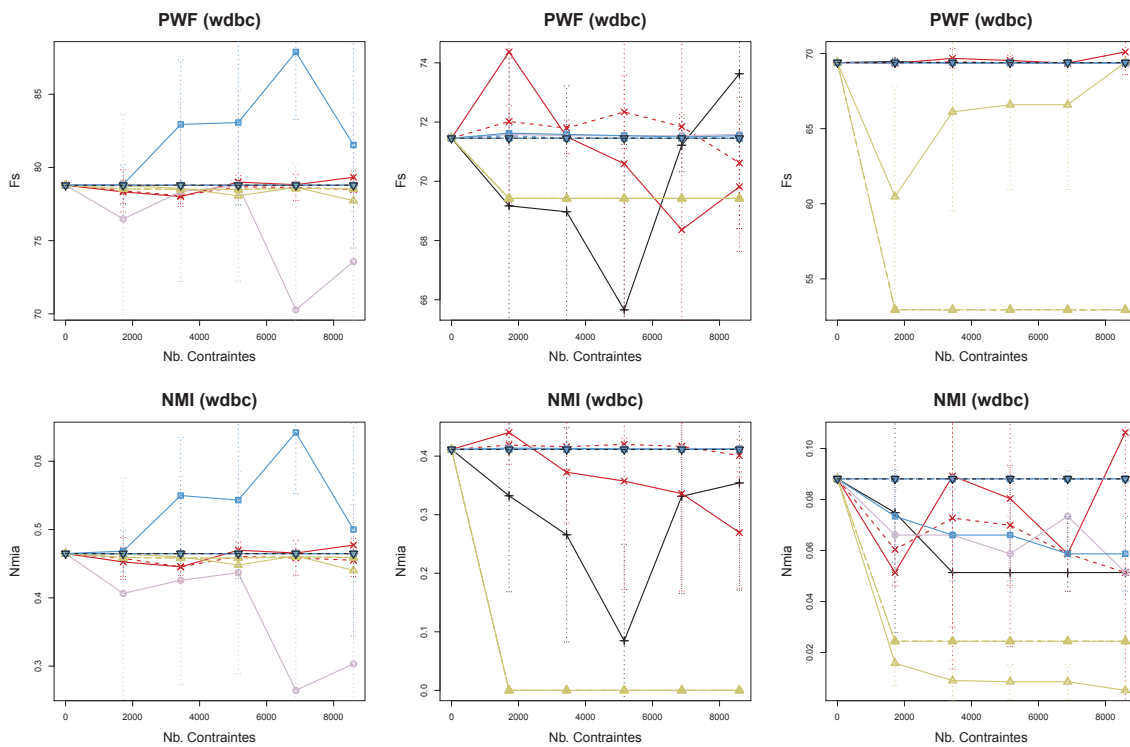 PWF (wdbc)
Fs
85
80
75
70
0 2000 4000 6000 8000
Nb. Contraintes
PWF (wdbc)
Fs
74
72
70
68
66
0 2000 4000 6000 8000
Nb. Contraintes
PWF (wdbc)
Fs
70
65
60
55
0 2000 4000 6000 8000
Nb. Contraintes
NMI (wdbc)
Nmia
0.6
0.5
0.4
0.3
0 2000 4000 6000 8000
Nb. Contraintes
NMI (wdbc)
Nmia
0.4
0.3
0.2
0.1
0.0
0 2000 4000 6000 8000
Nb. Contraintes
NMI (wdbc)
Nmia
0.10
0.08
0.06
0.04
0.02
0 2000 4000 6000 8000
Nb. Contraintes